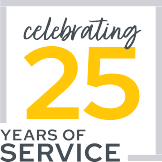 celebrating
25
YEARS OF
SERVICE